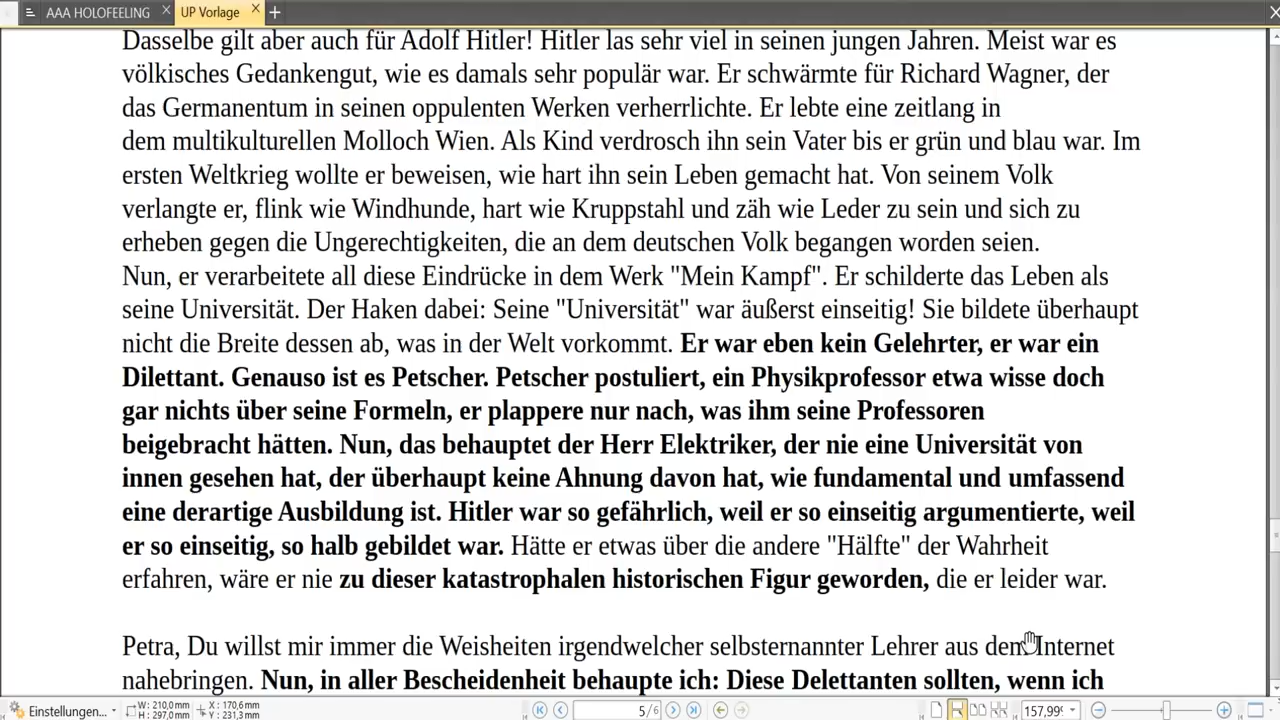 AAA HOLOFEELING
UP Vorlage
Dasselbe gilt aber auch für Adolf Hitler! Hitler las sehr viel in seinen jungen Jahren. Meist war es
völkisches Gedankengut, wie es damals sehr populär war. Er schwärmte für Richard Wagner, der
das Germanentum in seinen oppulenten Werken verherrlichte. Er lebte eine zeitlang in
dem multikulturellen Molloch Wien. Als Kind verdrosch ihn sein Vater bis er grün und blau war. Im
ersten Weltkrieg wollte er beweisen, wie hart ihn sein Leben gemacht hat. Von seinem Volk
verlangte er, flink wie Windhunde, hart wie Kruppstahl und zäh wie Leder zu sein und sich zu
erheben gegen die Ungerechtigkeiten, die an dem deutschen Volk begangen worden seien.
Nun, er verarbeitete all diese Eindrücke in dem Werk "Mein Kampf". Er schilderte das Leben als
seine Universität. Der Haken dabei: Seine "Universität" war äußerst einseitig! Sie bildete überhaupt
nicht die Breite dessen ab, was in der Welt vorkommt. Er war eben kein Gelehrter, er war ein
Dilettant. Genauso ist es Petscher. Petscher postuliert, ein Physikprofessor etwa wisse doch
gar nichts über seine Formeln, er plappere nur nach, was ihm seine Professoren
beigebracht hätten. Nun, das behauptet der Herr Elektriker, der nie eine Universität von
innen gesehen hat, der überhaupt keine Ahnung davon hat, wie fundamental und umfassend
eine derartige Ausbildung ist. Hitler war so gefährlich, weil er so einseitig argumentierte, weil
er so einseitig, so halb gebildet war. Hätte er etwas über die andere "Hälfte" der Wahrheit
erfahren, wäre er nie zu dieser katastrophalen historischen Figur geworden, die er leider war.
Petra, Du willst mir immer die Weisheiten irgendwelcher selbsternannter Lehrer aus dem Internet
nahebringen. Nun, in aller Bescheidenheit behaupte ich: Diese Delettanten sollten, wenn ich
Einstellungen... W: 210,0mm X: 170,6 mm 5/6 157,99%
H: 297,0mm Y: 231,3 mm